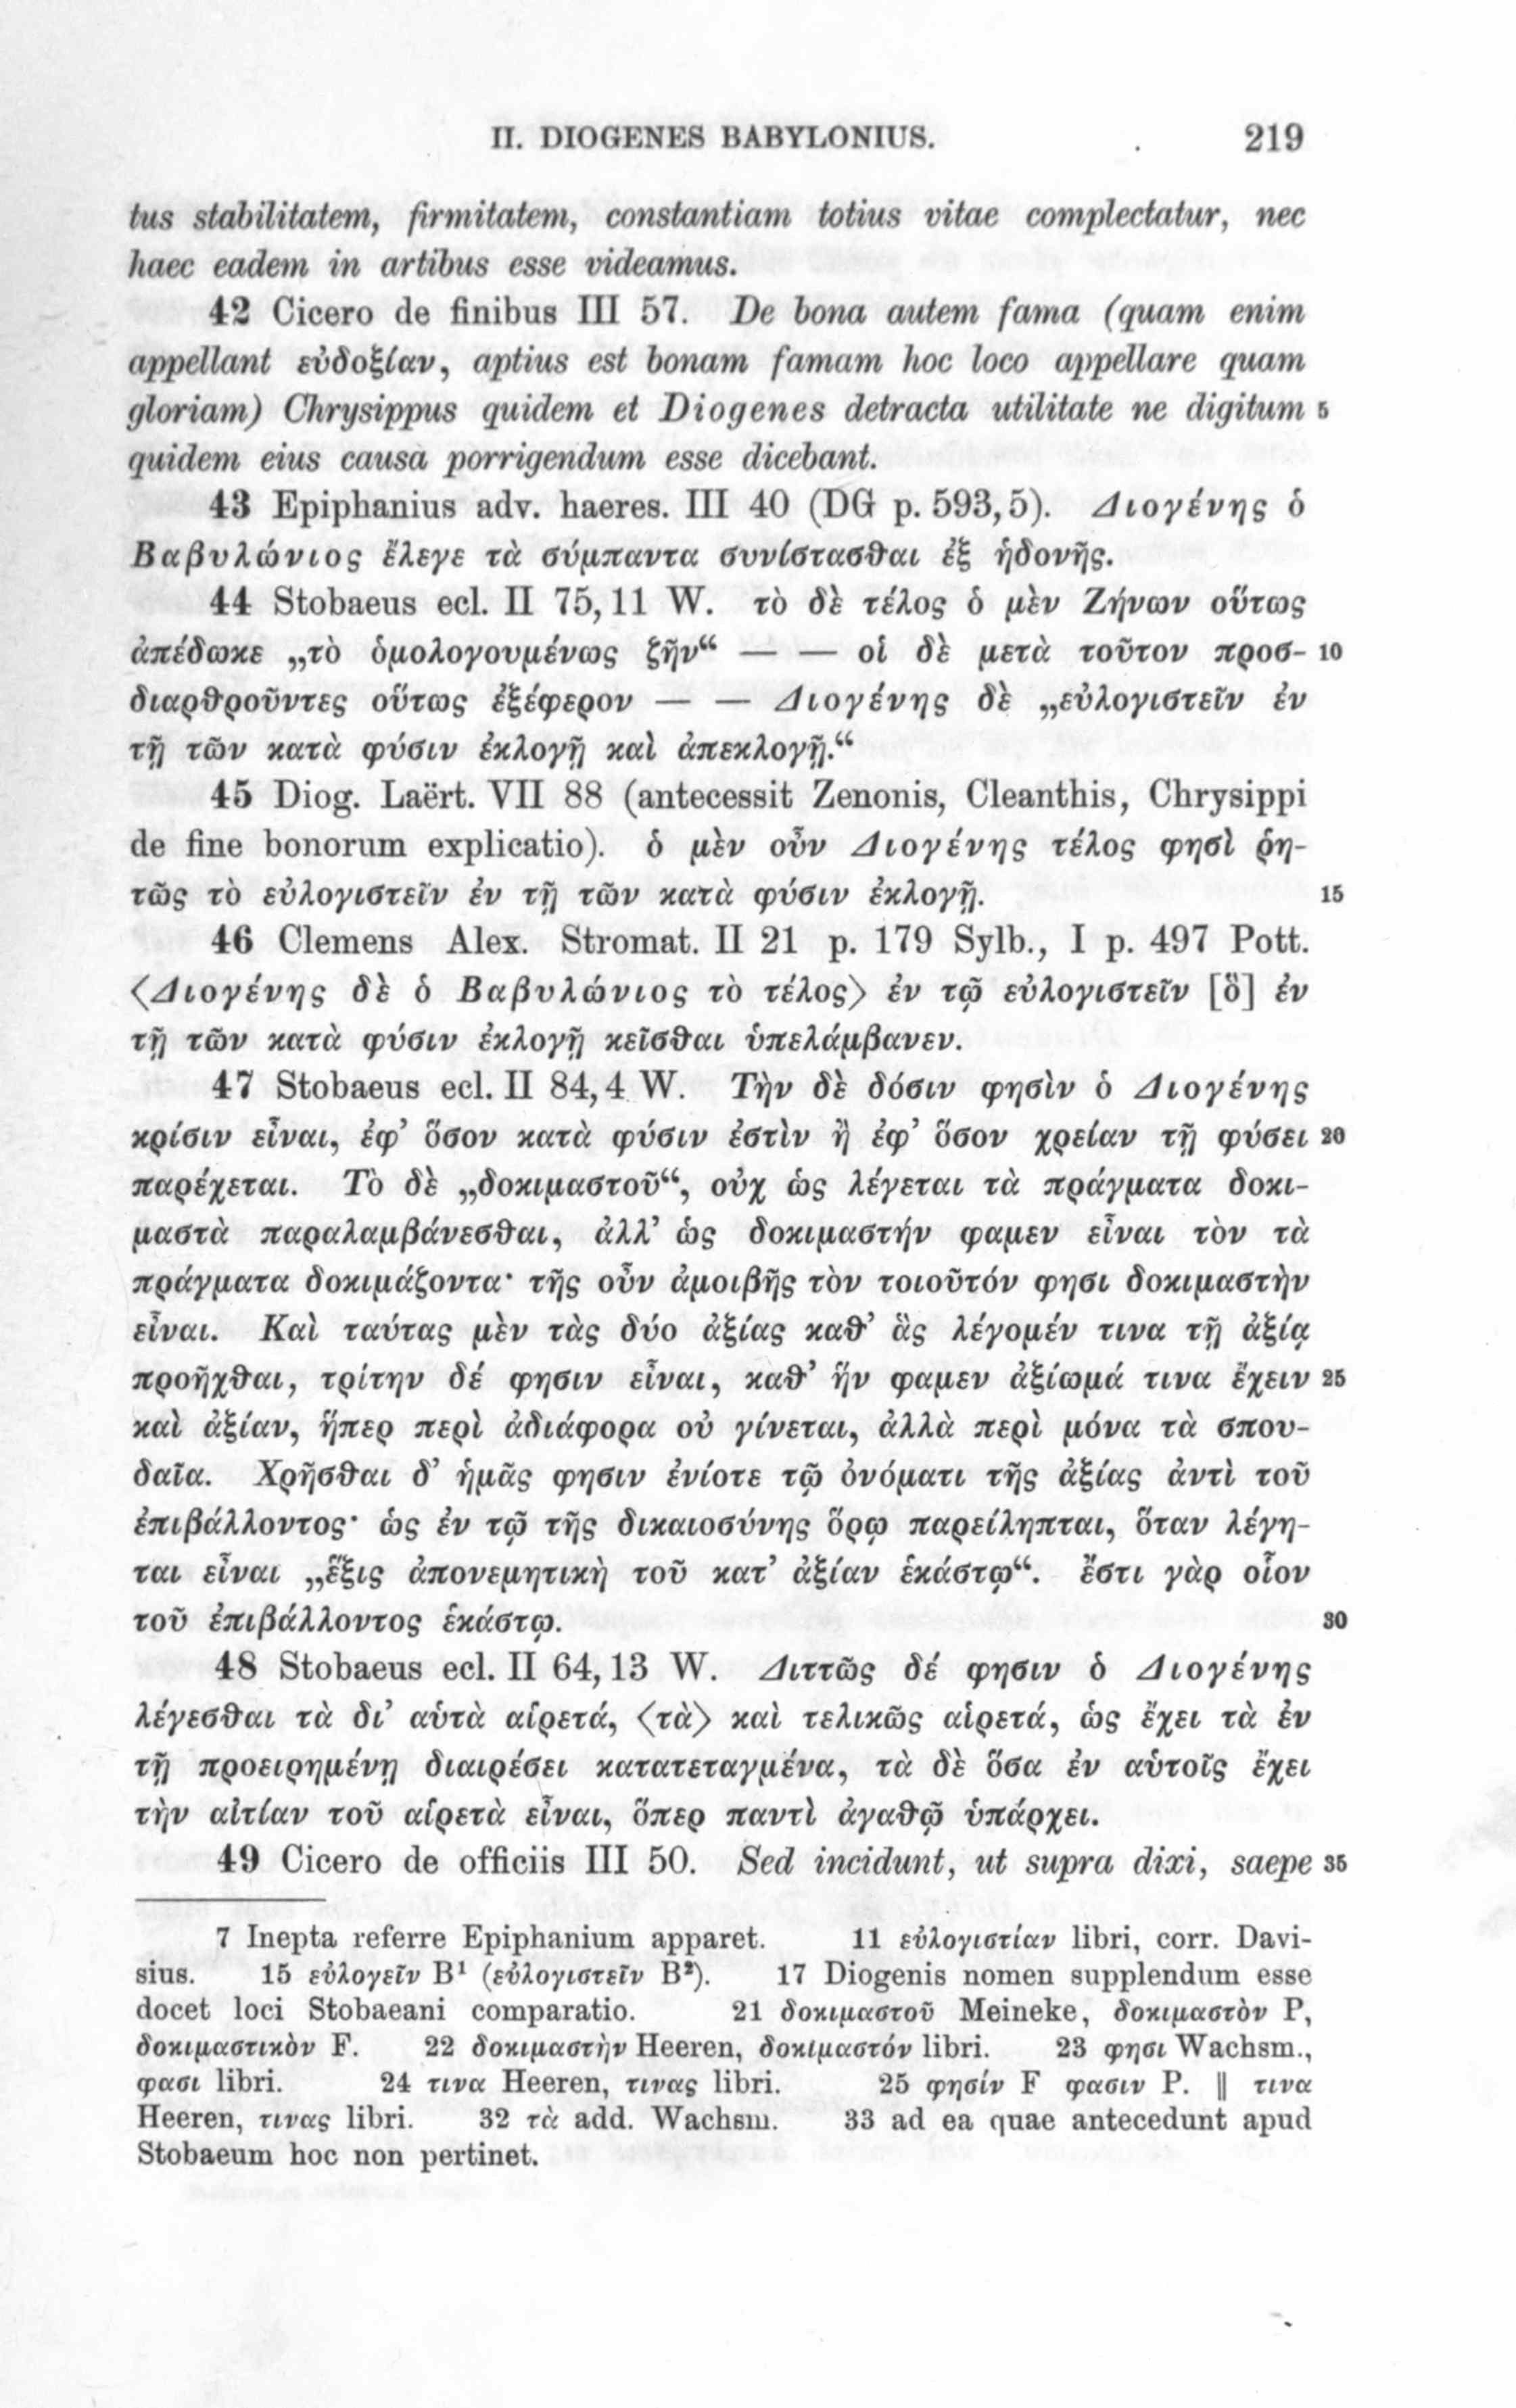 II. DIOGENES BABYLONIUS. 219
tus stabilitatem, firmitatem, constantiam totius vitae complectatur, nec
haec eadem in artibus esse videamus.
42 Cicero de finibus III 57. De bona autem fama (quam enim
appellant εὐδοξίαν, aptius est bonam famam hoc loco appellare quam
gloriam) Chrysippus quidem et Diogenes detracta utilitate ne digitum 5
quidem eius causa porrigendum esse dicebant.
43 Epiphanius adv. haeres. III 40 (DG p. 593,5). Διογένης ὁ
Βαβυλώνιος ἔλεγε τὰ σύμπαντα συνίστασθαι ἐξ ἡδονῆς.
44 Stobaeus ecl. II 75,11 W. τὸ δὲ τέλος ὁ μὲν Ζήνων οὕτως
ἀπέδωκε „τὸ ὁμολογουμένως ζῆν“ — — οἱ δὲ μετὰ τοῦτον προσ- 10
διαρθροῦντες οὕτως ἐξέφερον — — Διογένης δὲ „εὐλογιστεῖν ἐν
τῇ τῶν κατὰ φύσιν ἐκλογῇ καὶ ἀπεκλογῇ.“
45 Diog. Laërt. VII 88 (antecessit Zenonis, Cleanthis, Chrysippi
de fine bonorum explicatio). ὁ μὲν οὖν Διογένης τέλος φησὶ ῥη-
τῶς τὸ εὐλογιστεῖν ἐν τῇ τῶν κατὰ φύσιν ἐκλογῇ. 15
46 Clemens Alex. Stromat. II 21 p. 179 Sylb., I p. 497 Pott.
〈Διογένης δὲ ὁ Βαβυλώνιος τὸ τέλος〉 ἐν τῷ εὐλογιστεῖν [ὃ] ἐν
τῇ τῶν κατὰ φύσιν ἐκλογῇ κεῖσθαι ὑπελάμβανεν.
47 Stobaeus ecl. II 84,4 W. Τὴν δὲ δόσιν φησὶν ὁ Διογένης
κρίσιν εἶναι, ἐφ’ ὅσον κατὰ φύσιν ἐστὶν ἢ ἐφ’ ὅσον χρείαν τῇ φύσει 20
παρέχεται. Τὸ δὲ „δοκιμαστοῦ“, οὐχ ὡς λέγεται τὰ πράγματα δοκι-
μαστὰ παραλαμβάνεσθαι, ἀλλ’ ὡς δοκιμαστήν φαμεν εἶναι τὸν τὰ
πράγματα δοκιμάζοντα· τῆς οὖν ἀμοιβῆς τὸν τοιοῦτόν φησι δοκιμαστὴν
εἶναι. Καὶ ταύτας μὲν τὰς δύο ἀξίας καθ’ ἃς λέγομέν τινα τῇ ἀξίᾳ
προῆχθαι, τρίτην δέ φησιν εἶναι, καθ’ ἥν φαμεν ἀξίωμά τινα ἔχειν 25
καὶ ἀξίαν, ἥπερ περὶ ἀδιάφορα οὐ γίνεται, ἀλλὰ περὶ μόνα τὰ σπου-
δαῖα. Χρῆσθαι δ’ ἡμᾶς φησιν ἐνίοτε τῷ ὀνόματι τῆς ἀξίας ἀντὶ τοῦ
ἐπιβάλλοντος· ὡς ἐν τῷ τῆς δικαιοσύνης ὅρῳ παρείληπται, ὅταν λέγη-
ται εἶναι „ἕξις ἀπονεμητικὴ τοῦ κατ’ ἀξίαν ἑκάστῳ“. ἔστι γὰρ οἷον
τοῦ ἐπιβάλλοντος ἑκάστῳ. 30
48 Stobaeus ecl. II 64,13 W. Διττῶς δέ φησιν ὁ Διογένης
λέγεσθαι τὰ δι’ αὑτὰ αἱρετά, 〈τὰ〉 καὶ τελικῶς αἱρετά, ὡς ἔχει τὰ ἐν
τῇ προειρημένῃ διαιρέσει κατατεταγμένα, τὰ δὲ ὅσα ἐν αὑτοῖς ἔχει
τὴν αἰτίαν τοῦ αἱρετὰ εἶναι, ὅπερ παντὶ ἀγαθῷ ὑπάρχει.
49 Cicero de officiis III 50. Sed incidunt, ut supra dixi, saepe 35
7 Inepta referre Epiphanium apparet. 11 εὐλογιστίαν libri, corr. Davi-
sius. 15 εὐλογεῖν B¹ (εὐλογιστεῖν B²). 17 Diogenis nomen supplendum esse
docet loci Stobaeani comparatio. 21 δοκιμαστοῦ Meineke, δοκιμαστὸν P,
δοκιμαστικὸν F. 22 δοκιμαστὴν Heeren, δοκιμαστόν libri. 23 φησι Wachsm.,
φασι libri. 24 τινα Heeren, τινας libri. 25 φησίν F φασιν P. ‖ τινα
Heeren, τινας libri. 32 τὰ add. Wachsm. 33 ad ea quae antecedunt apud
Stobaeum hoc non pertinet.